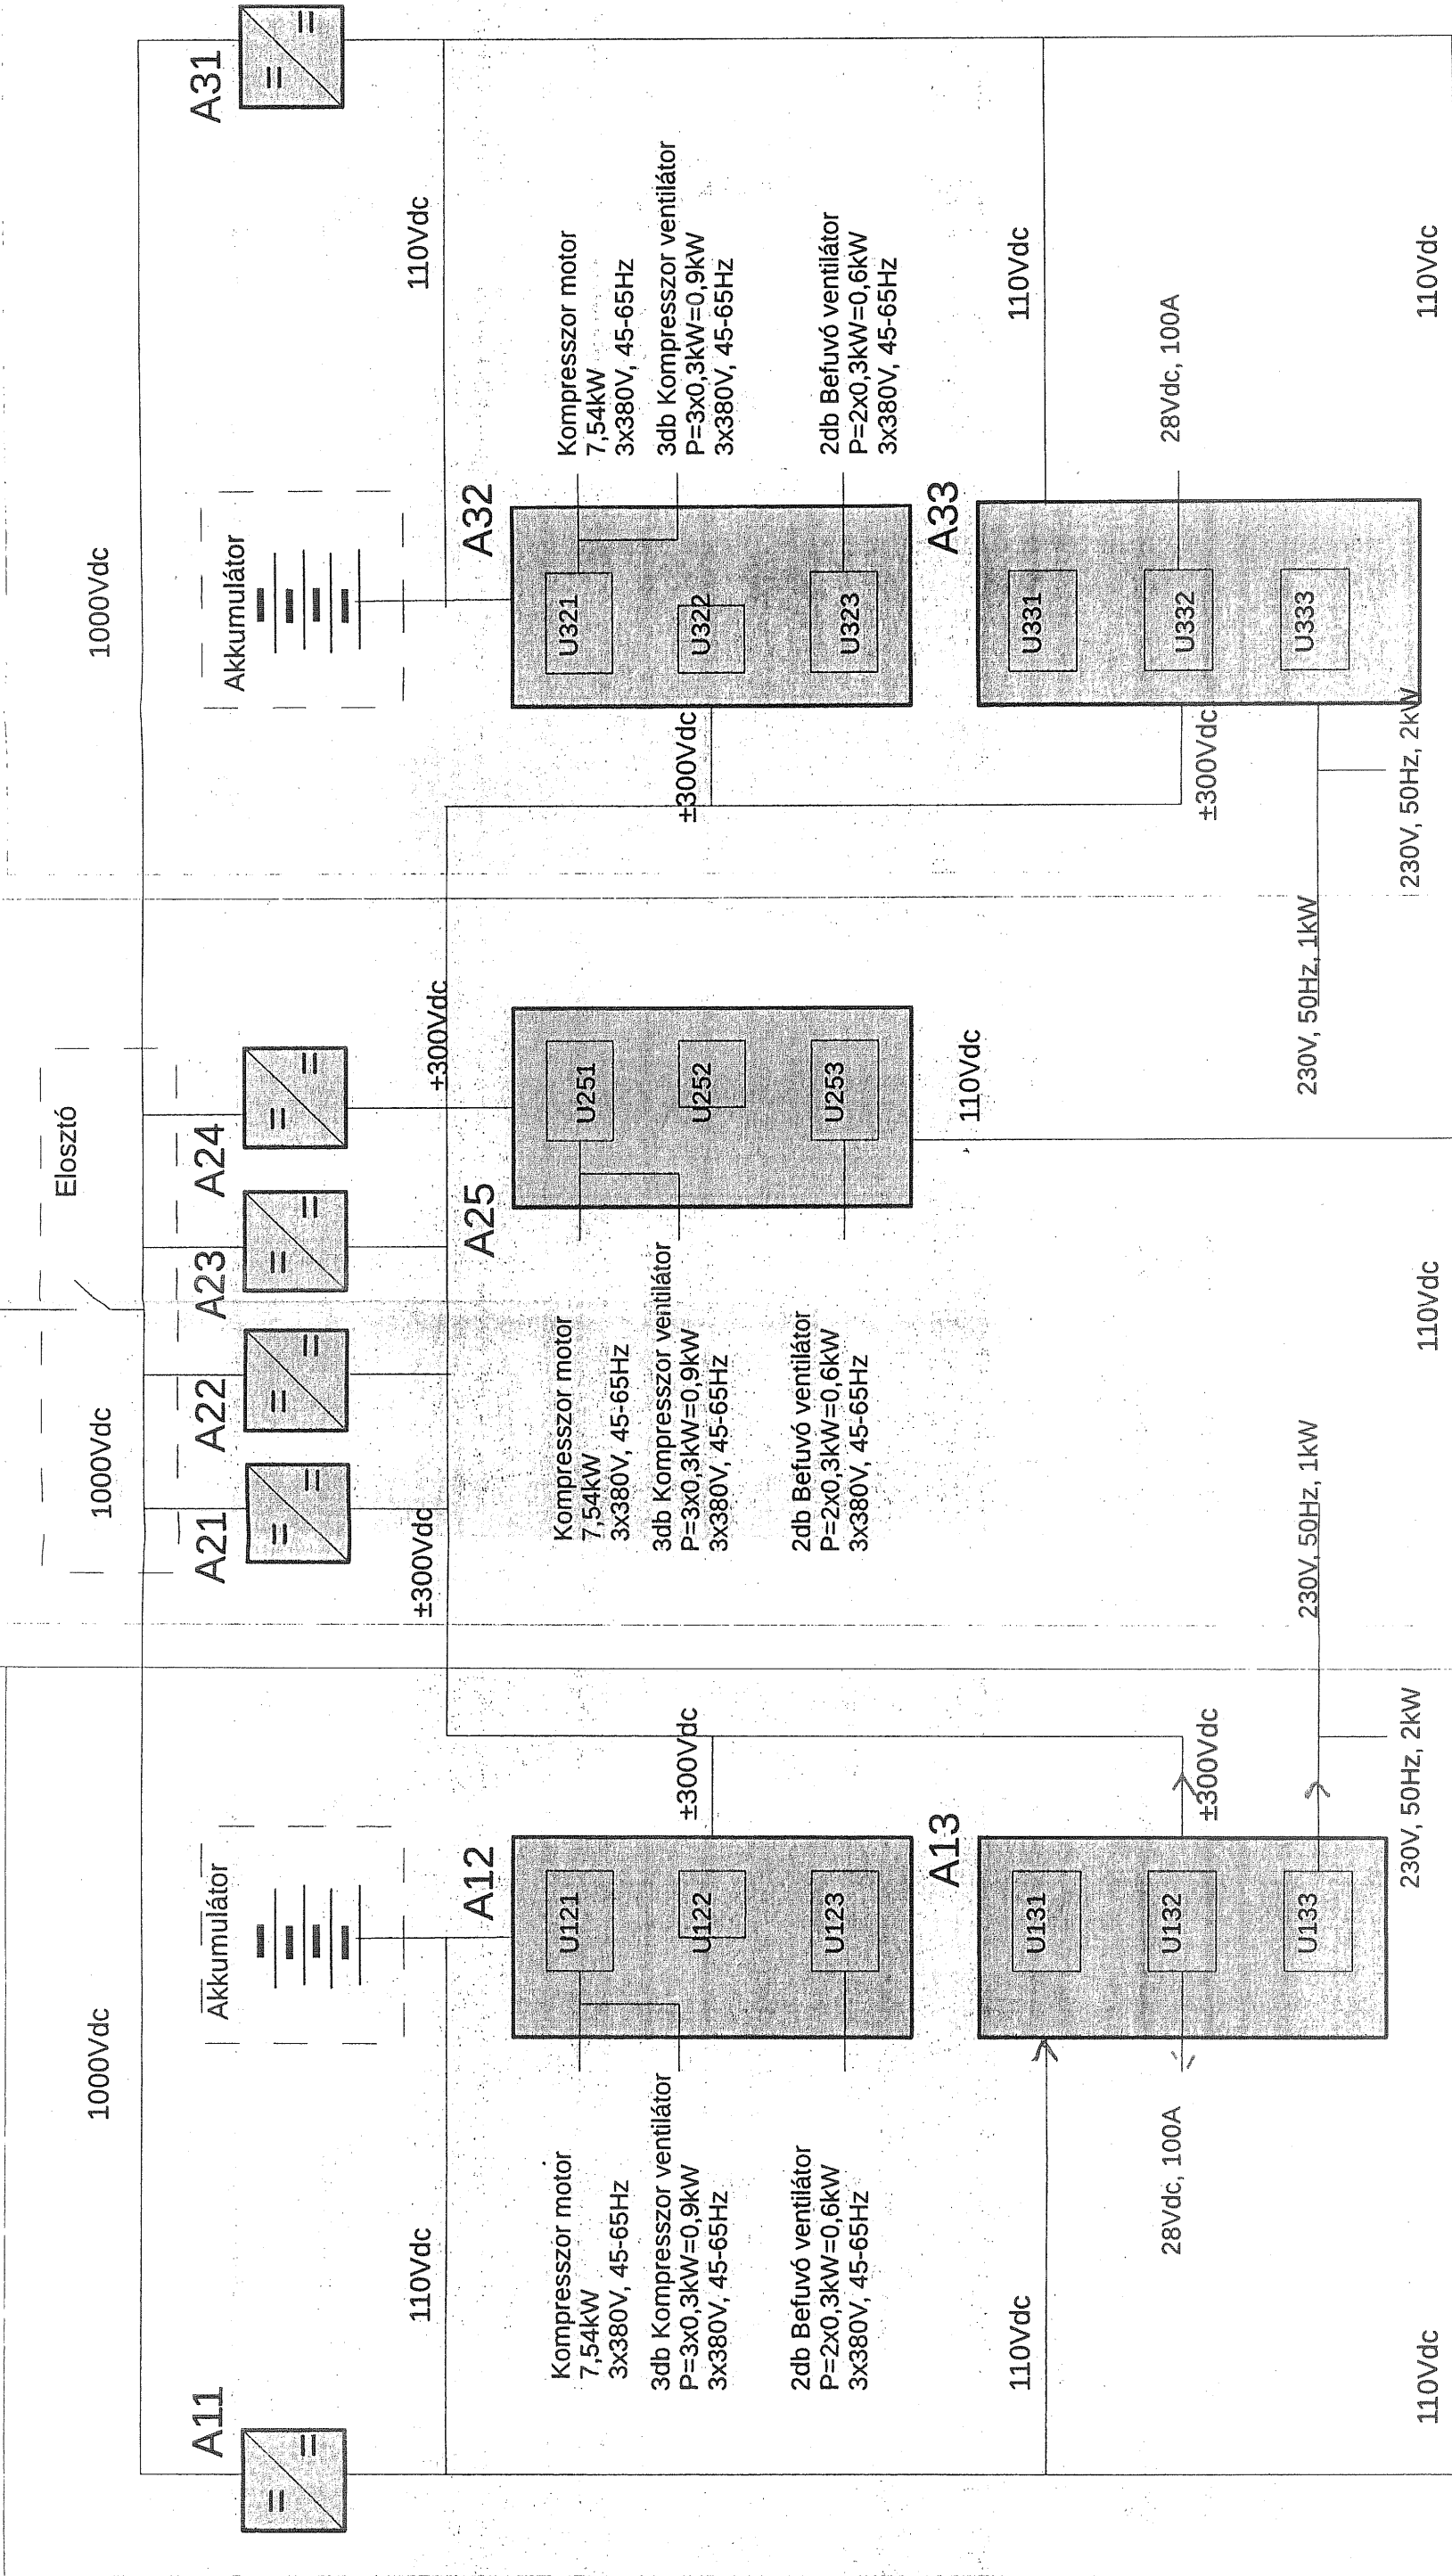 1000Vdc
1000Vdc
Elosztó
1000Vdc
A11
Akkumulátor
A21
A22
A23
A24
Akkumulátor
A31
110Vdc
±300Vdc
±300Vdc
110Vdc
A12
U121
U122
U123
Kompresszor motor
7,54kW
3x380V, 45-65Hz
3db Kompresszor ventilátor
P=3x0,3kW=0,9kW
3x380V, 45-65Hz
2db Befuvó ventilátor
P=2x0,3kW=0,6kW
3x380V, 45-65Hz
±300Vdc
Kompresszor motor
7,54kW
3x380V, 45-65Hz
3db Kompresszor ventilátor
P=3x0,3kW=0,9kW
3x380V, 45-65Hz
2db Befuvó ventilátor
P=2x0,3kW=0,6kW
3x380V, 45-65Hz
A25
U251
U252
U253
110Vdc
±300Vdc
A32
U321
U322
U323
Kompresszor motor
7,54kW
3x380V, 45-65Hz
3db Kompresszor ventilátor
P=3x0,3kW=0,9kW
3x380V, 45-65Hz
2db Befuvó ventilátor
P=2x0,3kW=0,6kW
3x380V, 45-65Hz
110Vdc
A13
U131
U132
U133
28Vdc, 100A
±300Vdc
230V, 50Hz, 1kW
230V, 50Hz, 2kW
230V, 50Hz, 1kW
±300Vdc
230V, 50Hz, 2kW
A33
U331
U332
U333
110Vdc
28Vdc, 100A
110Vdc
110Vdc
110Vdc